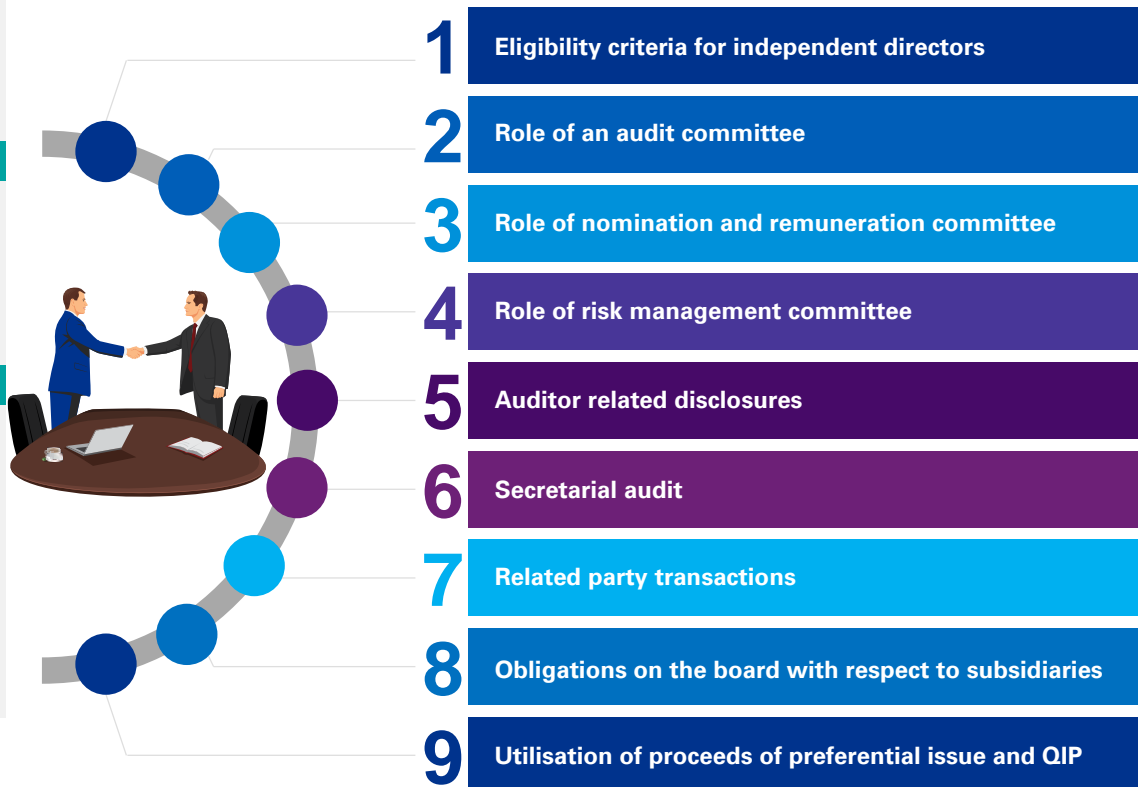 1 Eligibility criteria for independent directors
2 Role of an audit committee
3 Role of nomination and remuneration committee
4 Role of risk management committee
5 Auditor related disclosures
6 Secretarial audit
7 Related party transactions
8 Obligations on the board with respect to subsidiaries
9 Utilisation of proceeds of preferential issue and QIP